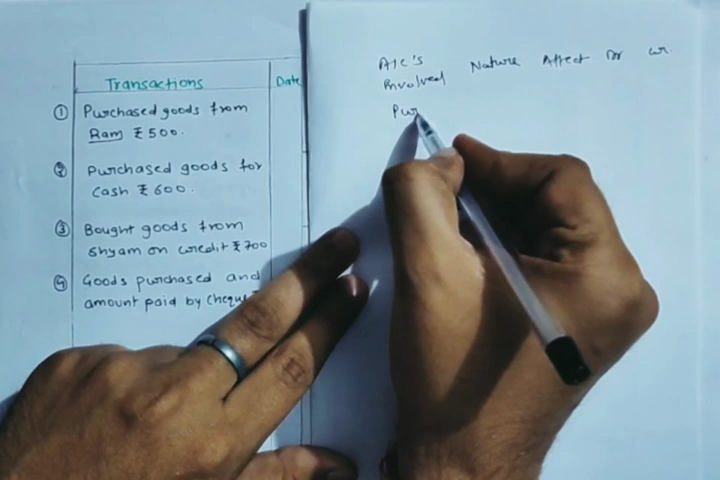 Transactions
Date
① Purchased goods from
Ram ₹ 500.
② Purchased goods for
cash ₹ 600.
③ Bought goods from
shyam on credit ₹ 700
④ Goods purchased and
amount paid by cheque
A/c's
Involved Nature Affect Dr cr.
Pur